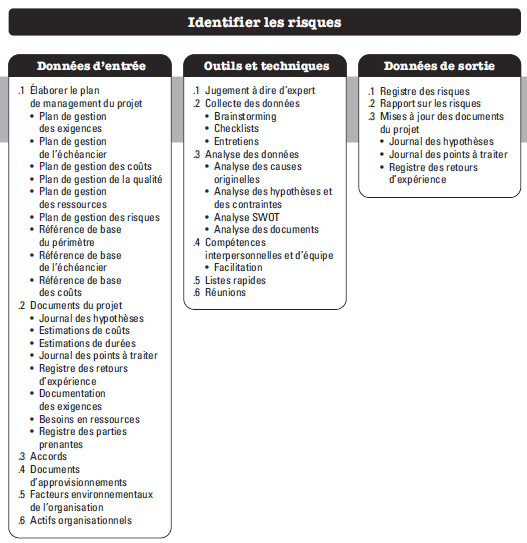 Identifier les risques
Données d'entrée
.1 Élaborer le plan
de management du projet
• Plan de gestion
des exigences
• Plan de gestion
de l'échéancier
• Plan de gestion des coûts
• Plan de gestion de la qualité
• Plan de gestion
des ressources
• Plan de gestion des risques
• Référence de base
du périmètre
• Référence de base
de l'échéancier
• Référence de base
des coûts
.2 Documents du projet
• Journal des hypothèses
• Estimations de coûts
• Estimations de durées
• Journal des points à traiter
• Registre des retours
d'expérience
• Documentation
des exigences
• Besoins en ressources
• Registre des parties
prenantes
.3 Accords
.4 Documents
d'approvisionnements
.5 Facteurs environnementaux
de l'organisation
.6 Actifs organisationnels
Outils et techniques
.1 Jugement à dire d'expert
.2 Collecte des données
• Brainstorming
• Checklists
• Entretiens
.3 Analyse des données
• Analyse des causes
originelles
• Analyse des hypothèses et
des contraintes
• Analyse SWOT
• Analyse des documents
.4 Compétences
interpersonnelles et d'équipe
• Facilitation
.5 Listes rapides
.6 Réunions
Données de sortie
.1 Registre des risques
.2 Rapport sur les risques
.3 Mises à jour des documents
du projet
• Journal des hypothèses
• Journal des points à traiter
• Registre des retours
d'expérience